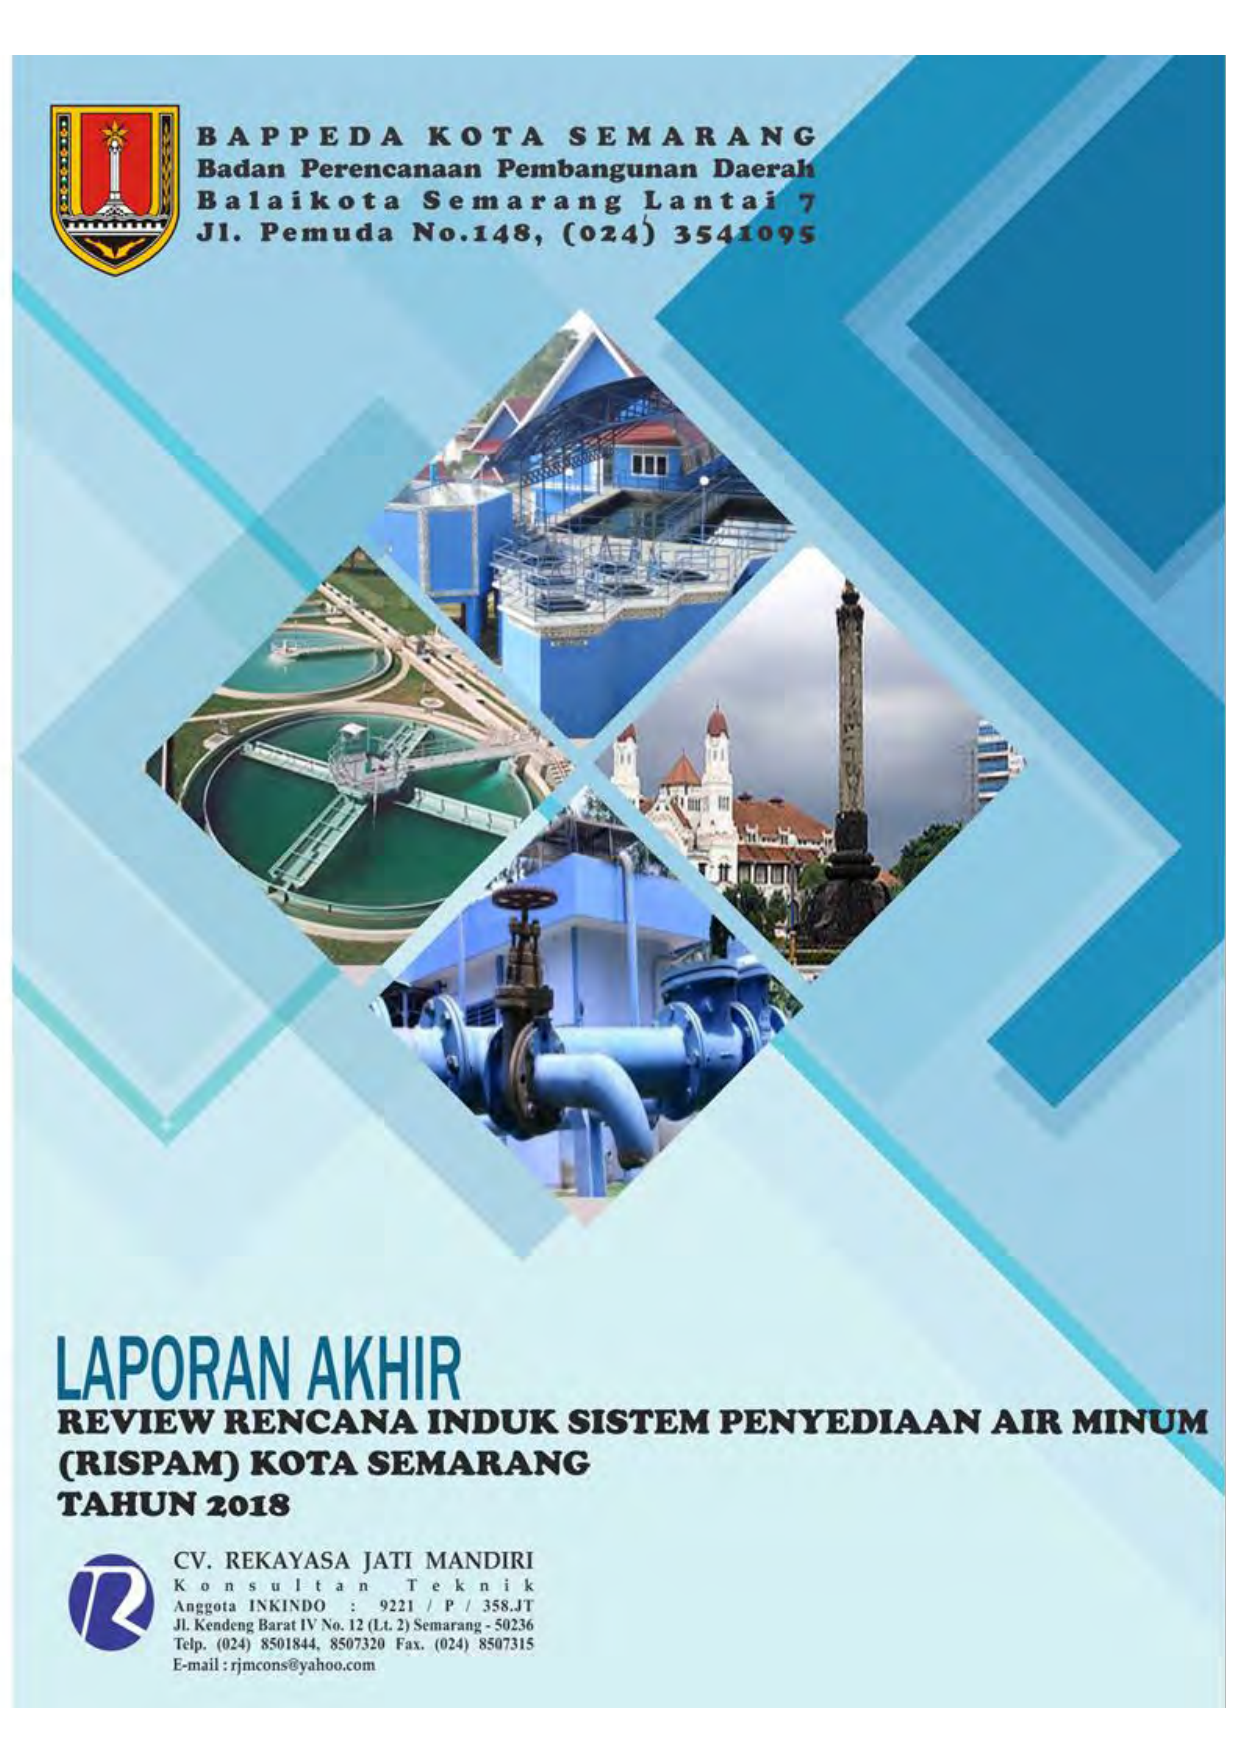 BAPPEDA KOTA SEMARANG
Badan Perencanaan Pembangunan Daerah
Balaikota Semarang Lantai 7
Jl. Pemuda No.148, (024) 3541095
LAPORAN AKHIR
REVIEW RENCANA INDUK SISTEM PENYEDIAAN AIR MINUM
(RISPAM) KOTA SEMARANG
TAHUN 2018
CV. REKAYASA JATI MANDIRI
Konsultan Teknik
Anggota INKINDO : 9221 / P / 358.JT
Jl. Kendeng Barat IV No. 12 (Lt. 2) Semarang - 50236
Telp. (024) 8501844, 8507320 Fax. (024) 8507315
E-mail : rjmcons@yahoo.com